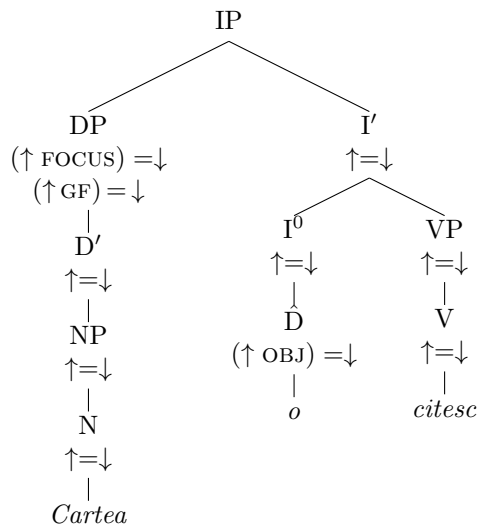 IP
DP I′
(↑ FOCUS) =↓ ↑=↓
(↑ GF) = ↓
D′ I⁰ VP
↑=↓ ↑=↓ ↑=↓
NP D̂ V
↑=↓ (↑ OBJ) =↓ ↑=↓
N o citesc
↑=↓
Cartea